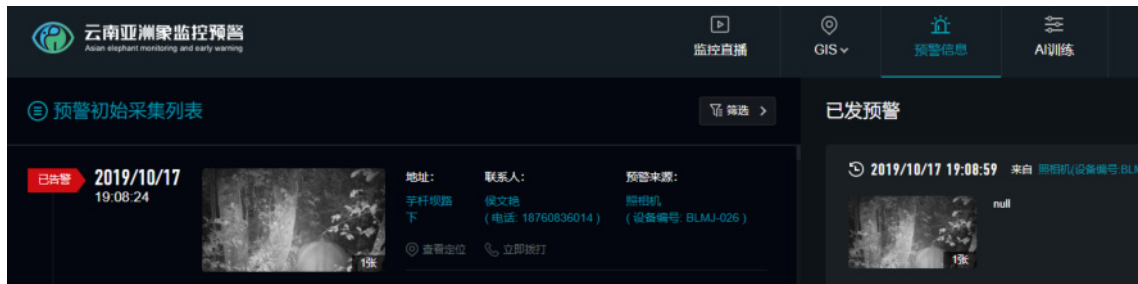 云南亚洲象监控预警
Asian elephant monitoring and early warning
监控直播
GIS
预警信息
AI训练
预警初始采集列表
筛选
已发预警
已告警
2019/10/17
19:08:24
1张
地址：
芋杆坝路下
联系人：
侯文艳
(电话: 18760836014)
预警来源：
照相机
(设备编号: BLMJ-026)
查看定位
立即拨打
2019/10/17 19:08:59 来自 照相机(设备编号:BLM
null
1张